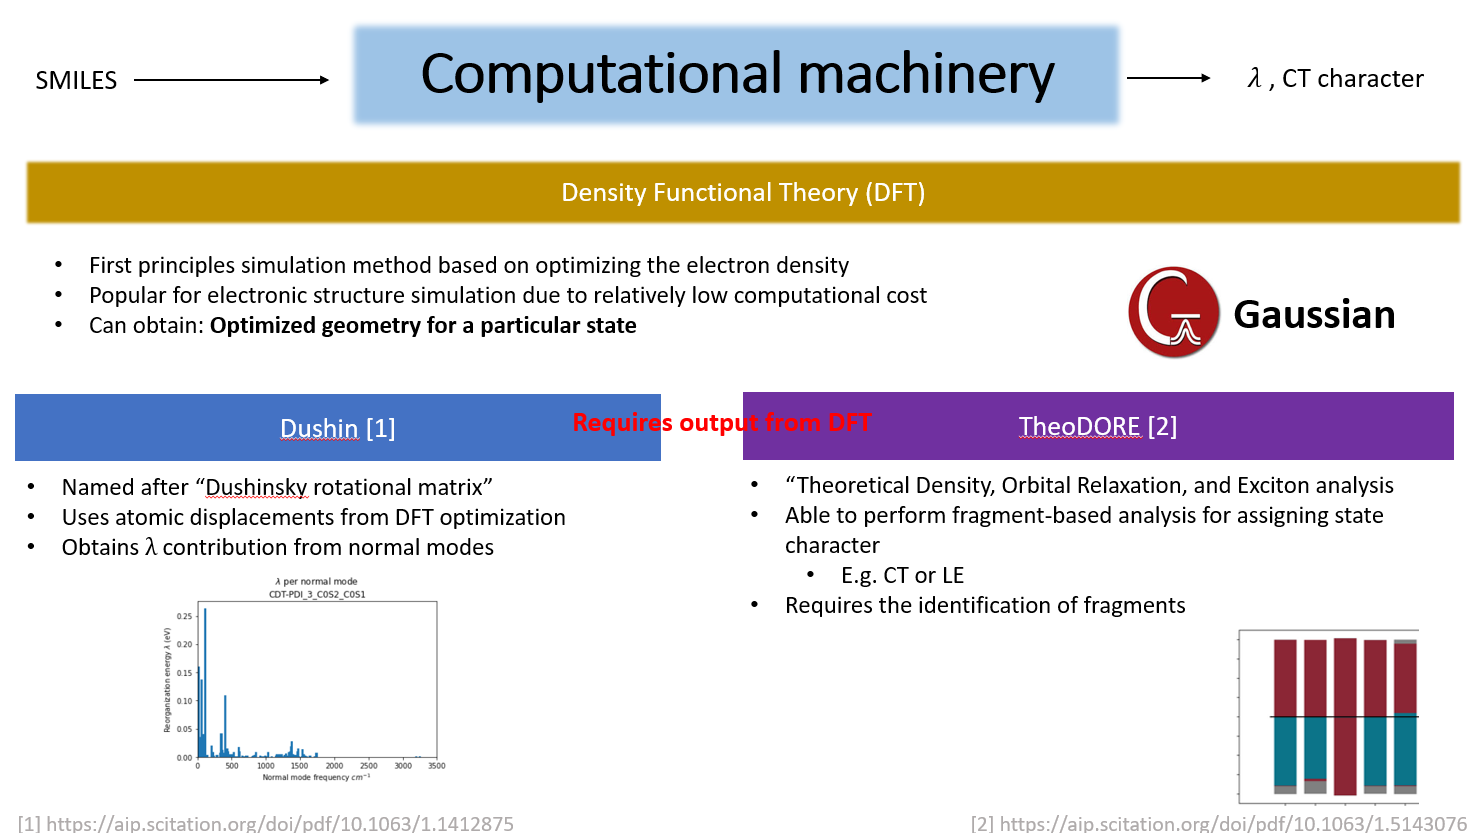 SMILES
Computational machinery
λ , CT character
Density Functional Theory (DFT)
• First principles simulation method based on optimizing the electron density
• Popular for electronic structure simulation due to relatively low computational cost
• Can obtain: Optimized geometry for a particular state
Gaussian
Dushin [1]
Requires output from DFT
TheoDORE [2]
• Named after “Dushinsky rotational matrix”
• Uses atomic displacements from DFT optimization
• Obtains λ contribution from normal modes
λ per normal mode
CDT-PDI_3_C0S2_C0S1
Reorganization energy λ (eV)
0.25
0.20
0.15
0.10
0.05
0.00
0 500 1000 1500 2000 2500 3000 3500
Normal mode frequency cm⁻¹
• “Theoretical Density, Orbital Relaxation, and Exciton analysis
• Able to perform fragment-based analysis for assigning state
character
• E.g. CT or LE
• Requires the identification of fragments
[1] https://aip.scitation.org/doi/pdf/10.1063/1.1412875
[2] https://aip.scitation.org/doi/pdf/10.1063/1.5143076